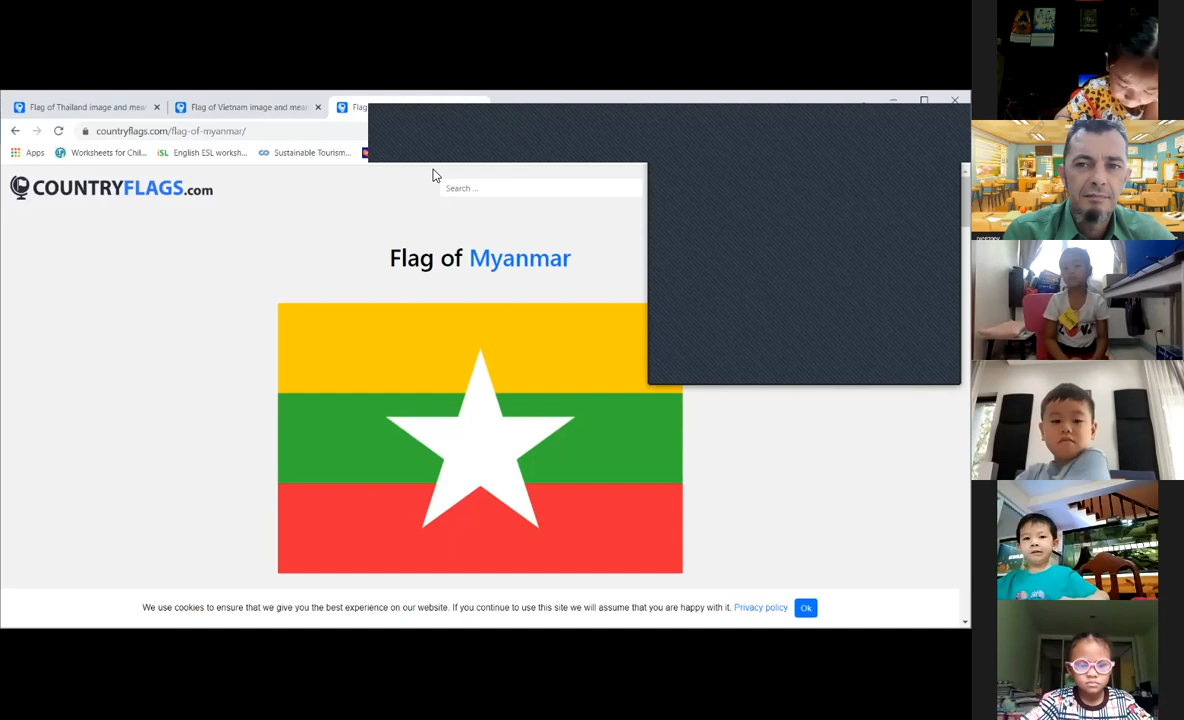 Flag of Thailand image and mea
Flag of Vietnam image and mean
Flag
countryflags.com/flag-of-myanmar/
Apps
Worksheets for Chil...
English ESL worksh...
Sustainable Tourism...
COUNTRYFLAGS.com
Search ...
Flag of Myanmar
We use cookies to ensure that we give you the best experience on our website. If you continue to use this site we will assume that you are happy with it. Privacy policy Ok